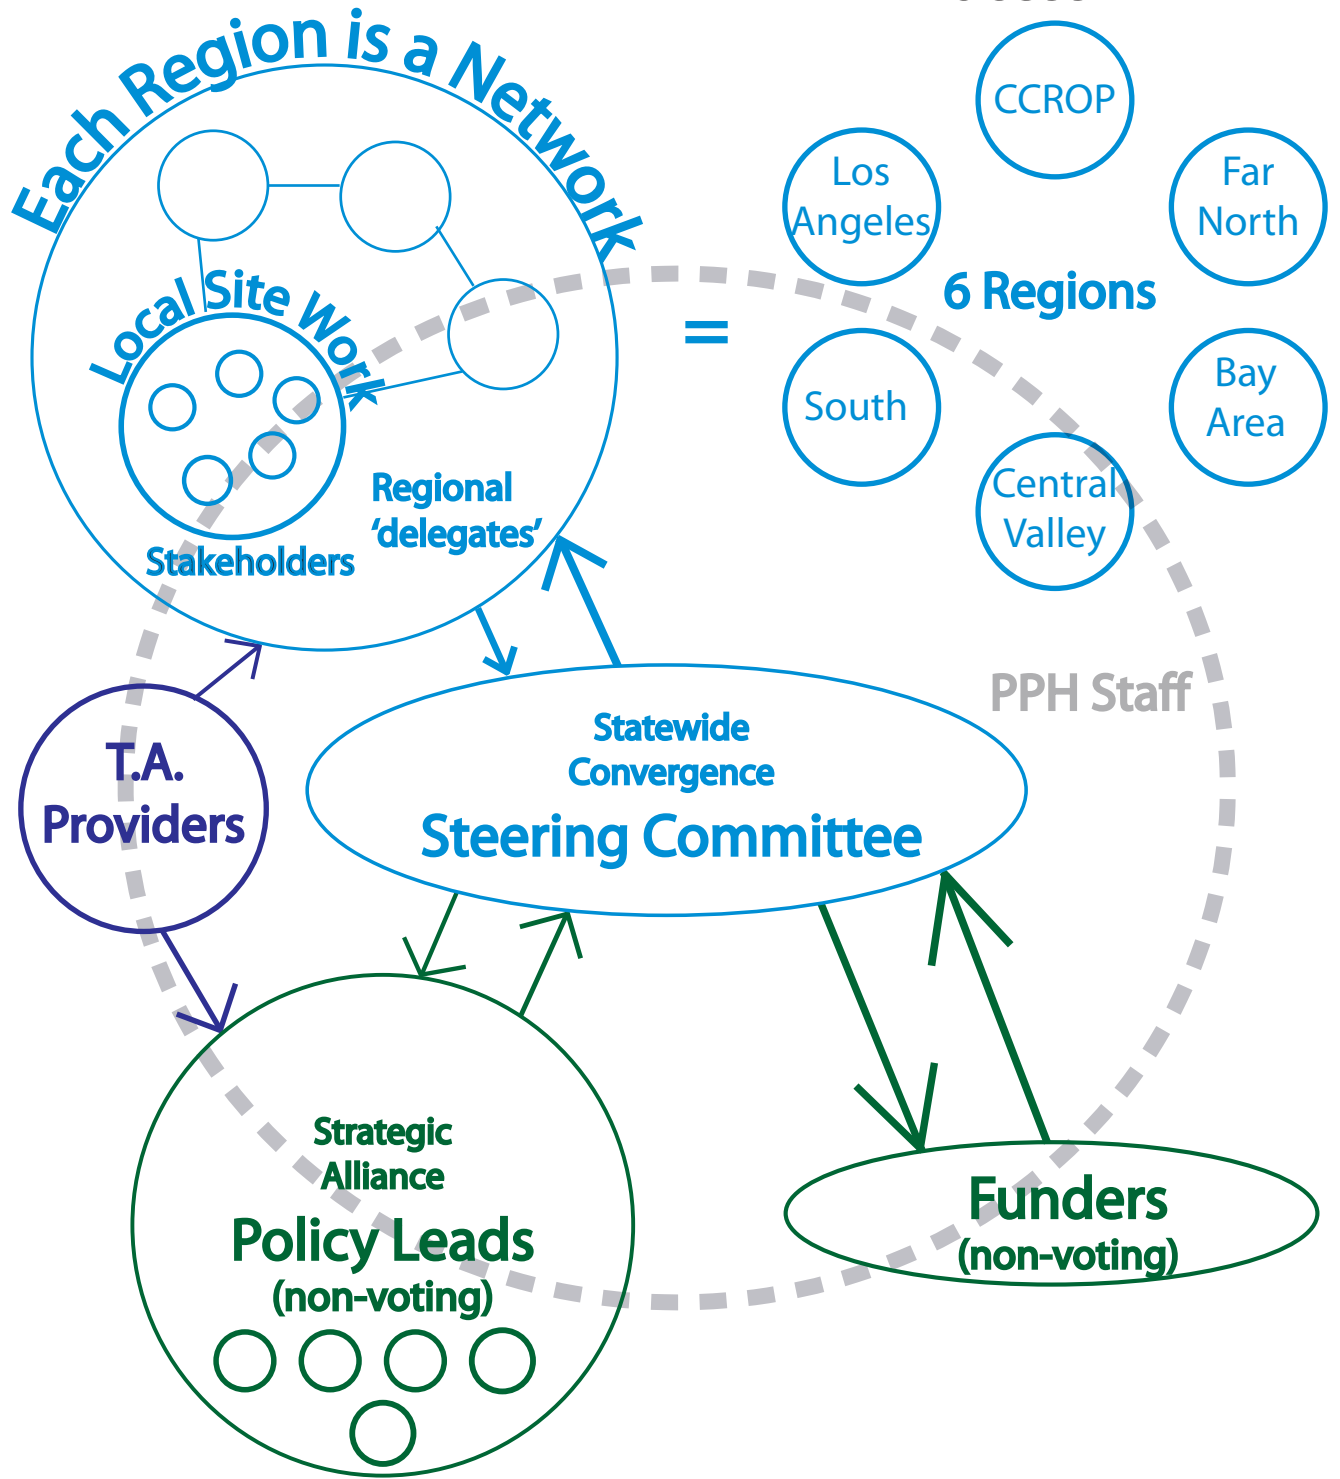 Each Region is a Network
CCROP
Los
Angeles
Far
North
6 Regions
=
Local Site Work
South
Bay
Area
Central
Valley
Regional
‘delegates’
Stakeholders
PPH Staff
T.A.
Providers
Statewide
Convergence
Steering Committee
Strategic
Alliance
Policy Leads
(non-voting)
Funders
(non-voting)